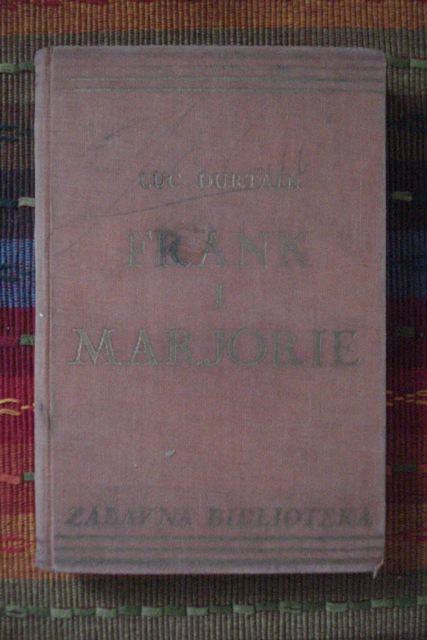 LUC DURTAIN
FRANK
I
MARJORIE
ZABAVNA BIBLIOTEKA